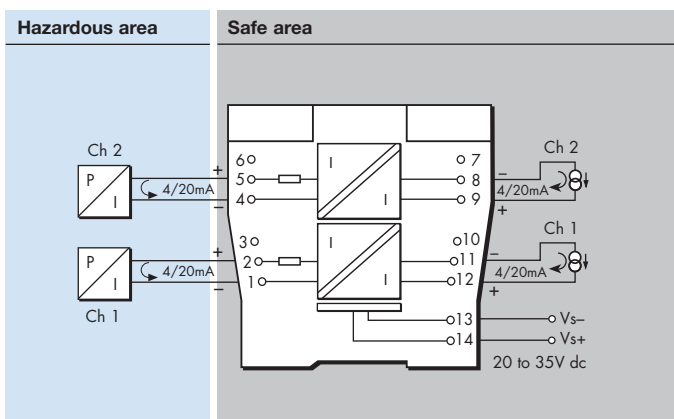 Hazardous area
Safe area
Ch 2
P
I
4/20mA
+
–
6
5
4
I
I
7
8
9
–
4/20mA
+
Ch 2
P
I
4/20mA
+
–
Ch 1
3
2
1
I
I
10
11
12
–
4/20mA
+
Ch 1
13
Vs–
14
Vs+
20 to 35V dc